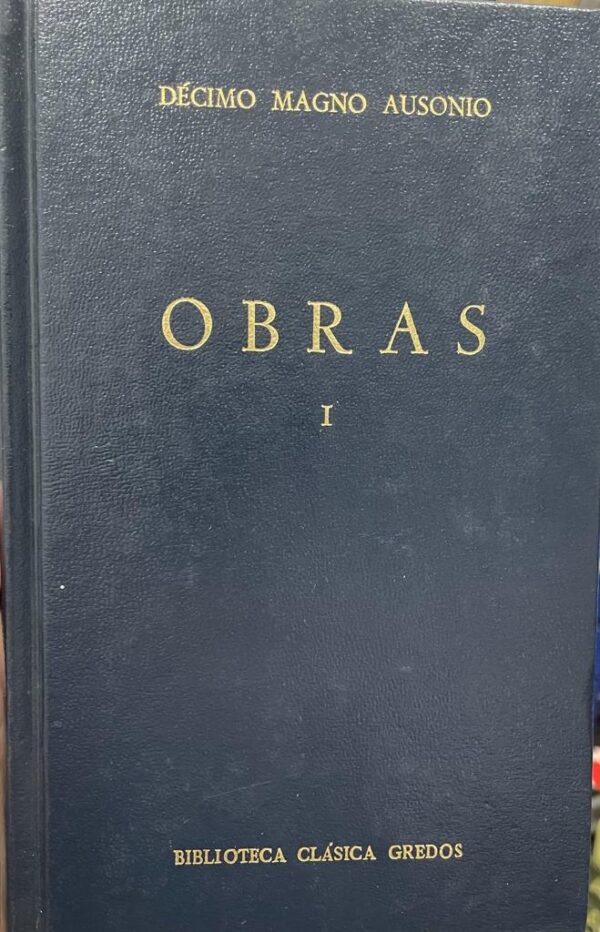 DÉCIMO MAGNO AUSONIO
OBRAS
I
BIBLIOTECA CLÁSICA GREDOS